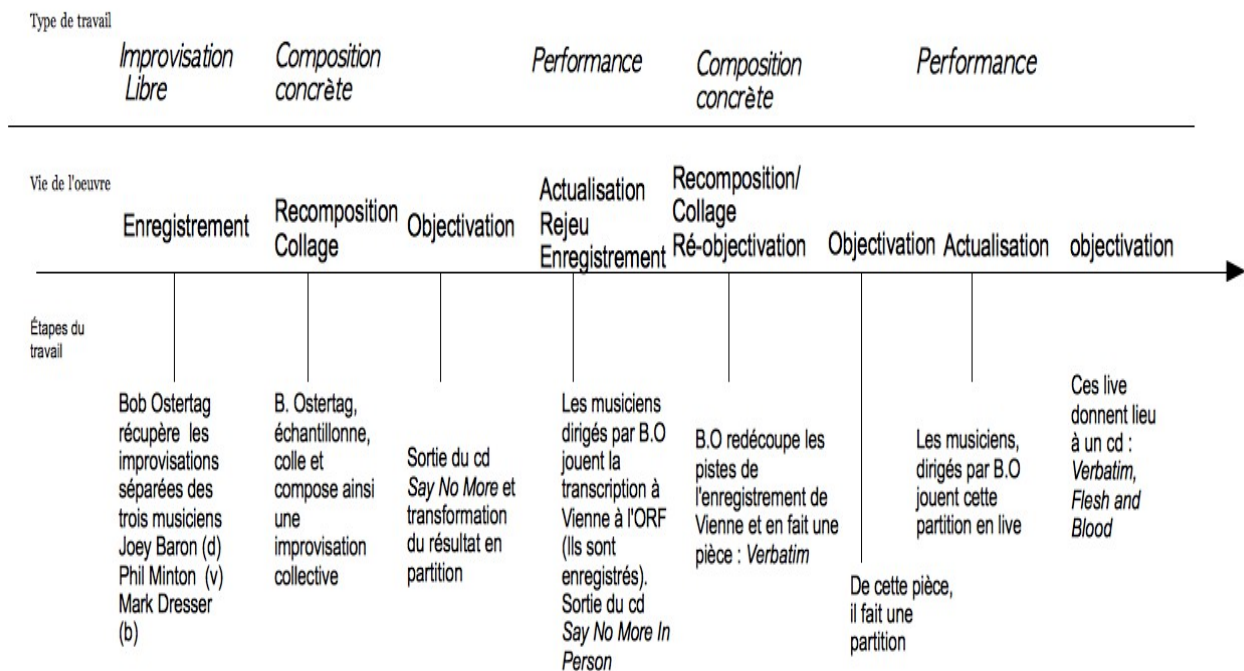 Type de travail
Improvisation
Libre
Composition
concrète
Performance
Composition
concrète
Performance
Vie de l'oeuvre
Enregistrement
Recomposition
Collage
Objectivation
Actualisation
Rejeu
Enregistrement
Recomposition/
Collage
Ré-objectivation
Objectivation
Actualisation
objectivation
Étapes du
travail
Bob Ostertag
récupère les
improvisations
séparées des
trois musiciens
Joey Baron (d)
Phil Minton (v)
Mark Dresser
(b)
B. Ostertag,
échantillonne,
colle et
compose ainsi
une
improvisation
collective
Sortie du cd
Say No More et
transformation
du résultat en
partition
Les musiciens
dirigés par B.O
jouent la
transcription à
Vienne à l'ORF
(Ils sont
enregistrés).
Sortie du cd
Say No More In
Person
B.O redécoupe les
pistes de
l'enregistrement de
Vienne et en fait une
pièce : Verbatim
De cette pièce,
il fait une
partition
Les musiciens,
dirigés par B.O
jouent cette
partition en live
Ces live
donnent lieu
à un cd :
Verbatim,
Flesh and
Blood